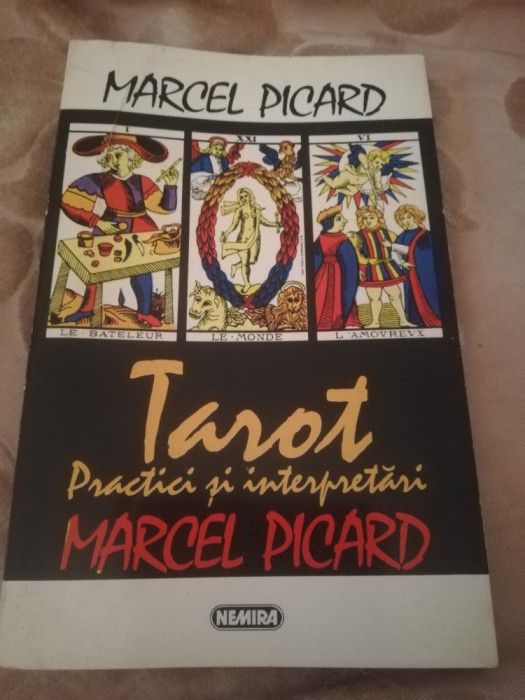 MARCEL PICARD
I
XXI
VI
LE·BATELEUR
LE·MONDE
L'AMOVREVX
Tarot
Practici și interpretări
MARCEL PICARD
NEMIRA